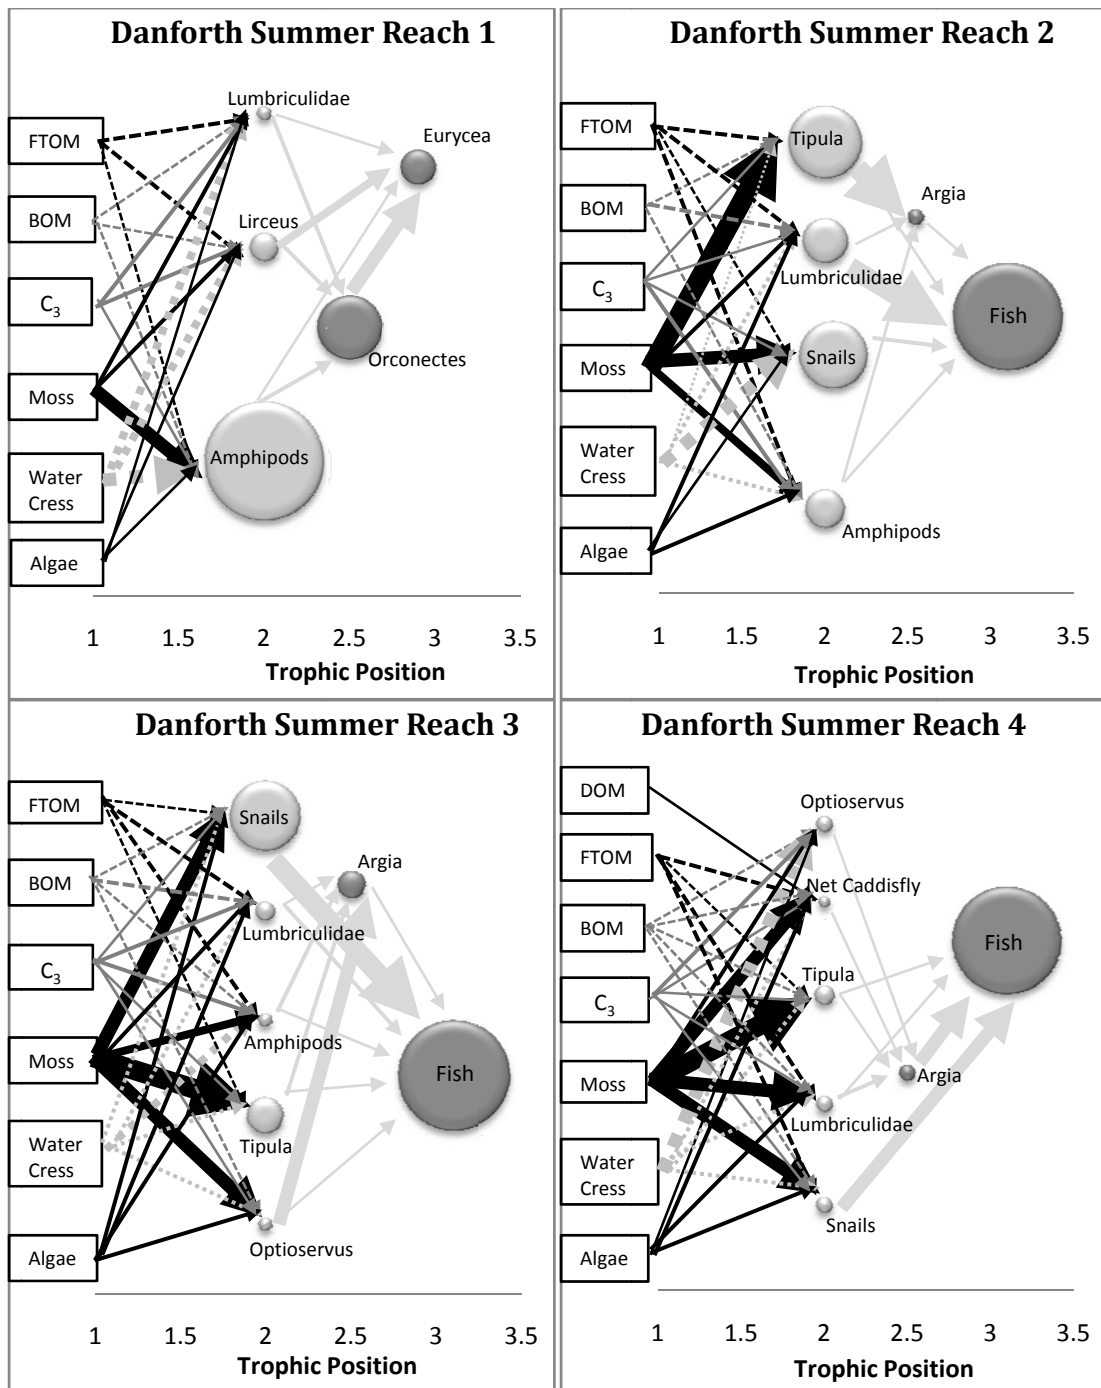 Danforth Summer Reach 1
Lumbriculidae
FTOM
Eurycea
BOM
Lirceus
C₃
Orconectes
Moss
Amphipods
Water
Cress
Algae
1 1.5 2 2.5 3 3.5
Trophic Position
Danforth Summer Reach 2
FTOM
Tipula
BOM
Argia
Lumbriculidae
C₃
Fish
Snails
Moss
Water
Cress
Amphipods
Algae
1 1.5 2 2.5 3 3.5
Trophic Position
Danforth Summer Reach 3
FTOM
Snails
Argia
BOM
Lumbriculidae
C₃
Amphipods
Moss
Fish
Water
Cress
Tipula
Optioservus
Algae
1 1.5 2 2.5 3 3.5
Trophic Position
Danforth Summer Reach 4
DOM
Optioservus
FTOM
Net Caddisfly
BOM
Fish
Tipula
C₃
Argia
Moss
Lumbriculidae
Water
Cress
Snails
Algae
1 1.5 2 2.5 3 3.5
Trophic Position